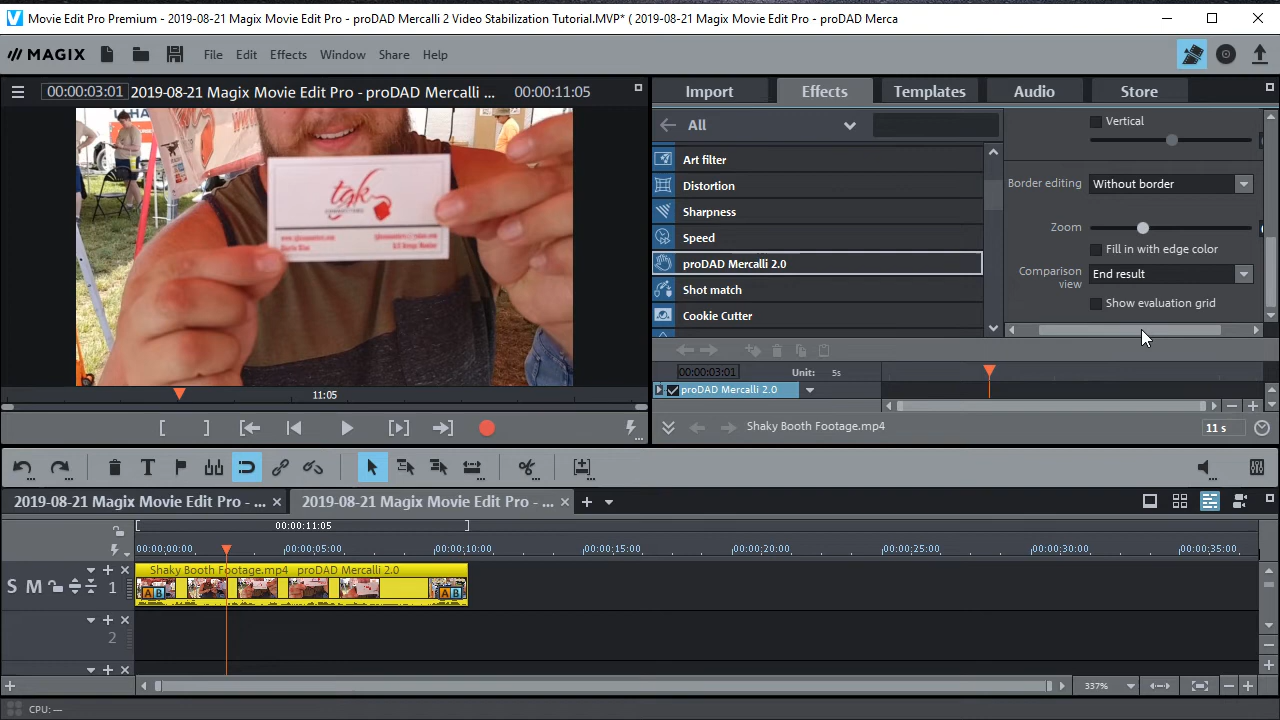 Movie Edit Pro Premium - 2019-08-21 Magix Movie Edit Pro - proDAD Mercalli 2 Video Stabilization Tutorial.MVP* ( 2019-08-21 Magix Movie Edit Pro - proDAD Merca
MAGIX File Edit Effects Window Share Help
00:00:03:01 2019-08-21 Magix Movie Edit Pro - proDAD Mercalli ... 00:00:11:05
Import Effects Templates Audio Store
All
Art filter
Distortion
Sharpness
Speed
proDAD Mercalli 2.0
Shot match
Cookie Cutter
Vertical
Border editing Without border
Zoom
Fill in with edge color
Comparison view End result
Show evaluation grid
tgk
11:05
00:00:03:01 Unit: 5s
proDAD Mercalli 2.0
Shaky Booth Footage.mp4 11 s
2019-08-21 Magix Movie Edit Pro - ... 2019-08-21 Magix Movie Edit Pro - ...
00:00:11:05
00:00:00:00 00:00:05:00 00:00:10:00 00:00:15:00 00:00:20:00 00:00:25:00 00:00:30:00 00:00:35:00
Shaky Booth Footage.mp4 proDAD Mercalli 2.0
S M 1
A B A B
2
337%
CPU: —